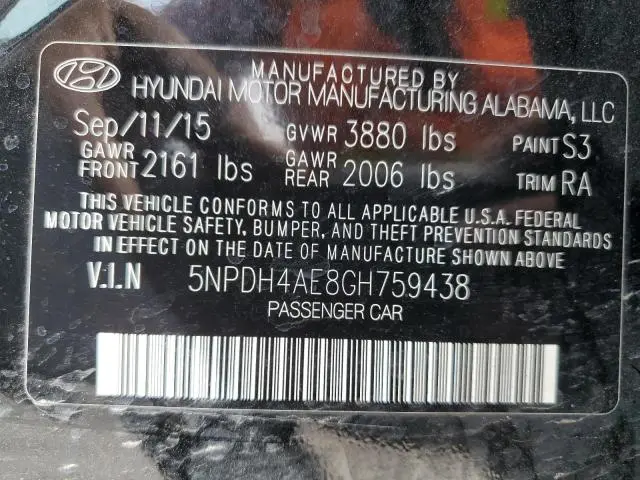 MANUFACTURED BY
HYUNDAI MOTOR MANUFACTURING ALABAMA, LLC
Sep/11/15 GVWR 3880 lbs PAINT S3
GAWR FRONT 2161 lbs GAWR REAR 2006 lbs TRIM RA
THIS VEHICLE CONFORMS TO ALL APPLICABLE U.S.A. FEDERAL
MOTOR VEHICLE SAFETY, BUMPER, AND THEFT PREVENTION STANDARDS
IN EFFECT ON THE DATE OF MANUFACTURE SHOWN ABOVE
V.I.N 5NPDH4AE8GH759438
PASSENGER CAR